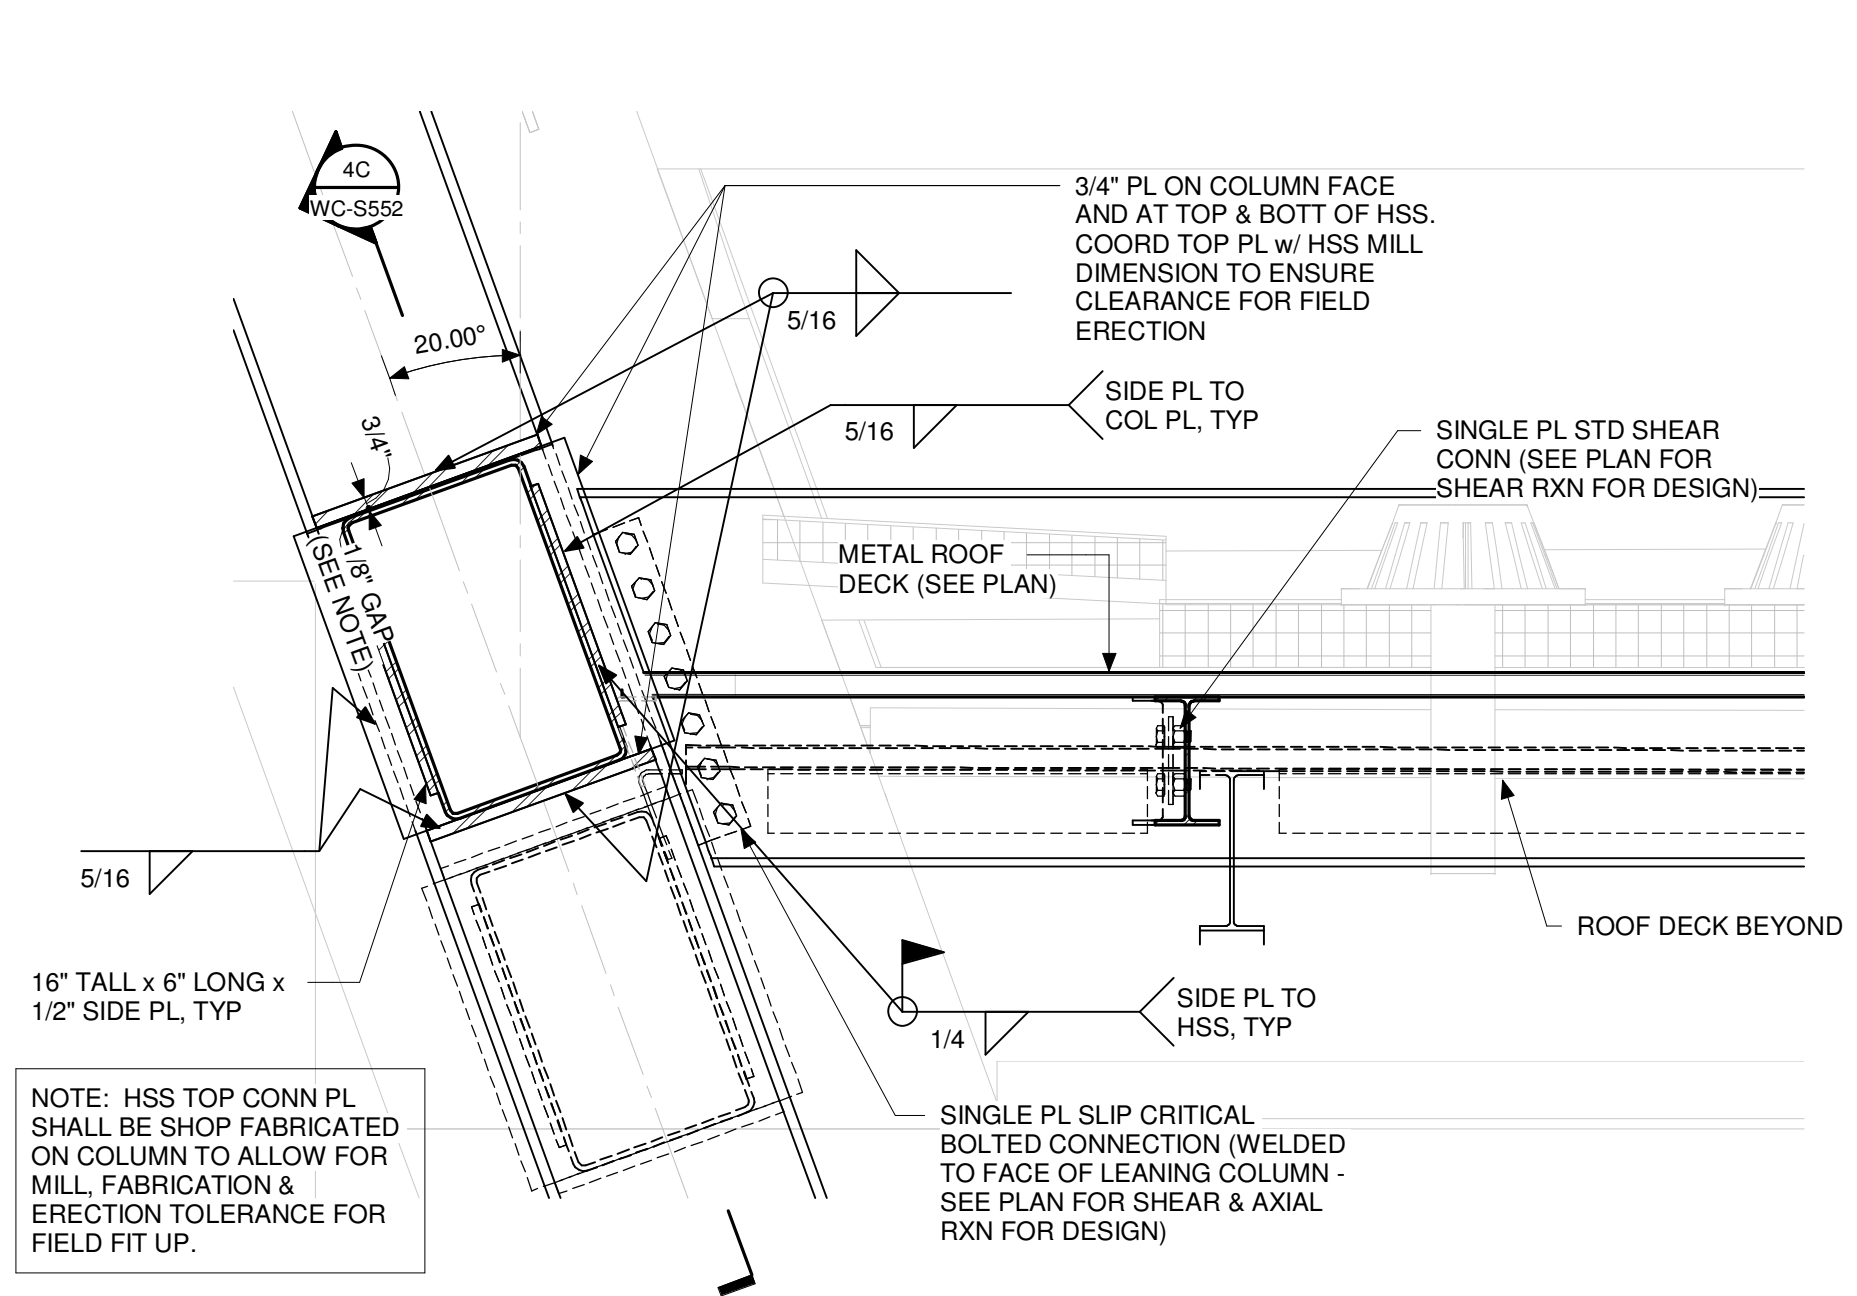 4C
WC-S552
3/4" PL ON COLUMN FACE
AND AT TOP & BOTT OF HSS.
COORD TOP PL w/ HSS MILL
DIMENSION TO ENSURE
CLEARANCE FOR FIELD
ERECTION
5/16
20.00°
SIDE PL TO
COL PL, TYP
5/16
3/4"
SINGLE PL STD SHEAR
CONN (SEE PLAN FOR
SHEAR RXN FOR DESIGN)
1/8" GAP
(SEE NOTE)
METAL ROOF
DECK (SEE PLAN)
5/16
ROOF DECK BEYOND
16" TALL x 6" LONG x
1/2" SIDE PL, TYP
SIDE PL TO
HSS, TYP
1/4
NOTE: HSS TOP CONN PL
SHALL BE SHOP FABRICATED
ON COLUMN TO ALLOW FOR
MILL, FABRICATION &
ERECTION TOLERANCE FOR
FIELD FIT UP.
SINGLE PL SLIP CRITICAL
BOLTED CONNECTION (WELDED
TO FACE OF LEANING COLUMN -
SEE PLAN FOR SHEAR & AXIAL
RXN FOR DESIGN)